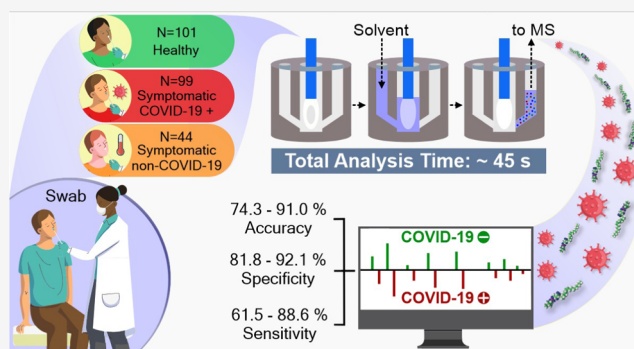 N=101
Healthy
N=99
Symptomatic
COVID-19 +
N=44
Symptomatic
non-COVID-19
Solvent
to MS
Total Analysis Time: ~ 45 s
Swab
74.3 - 91.0 %
Accuracy
81.8 - 92.1 %
Specificity
61.5 - 88.6 %
Sensitivity
COVID-19 −
COVID-19 +